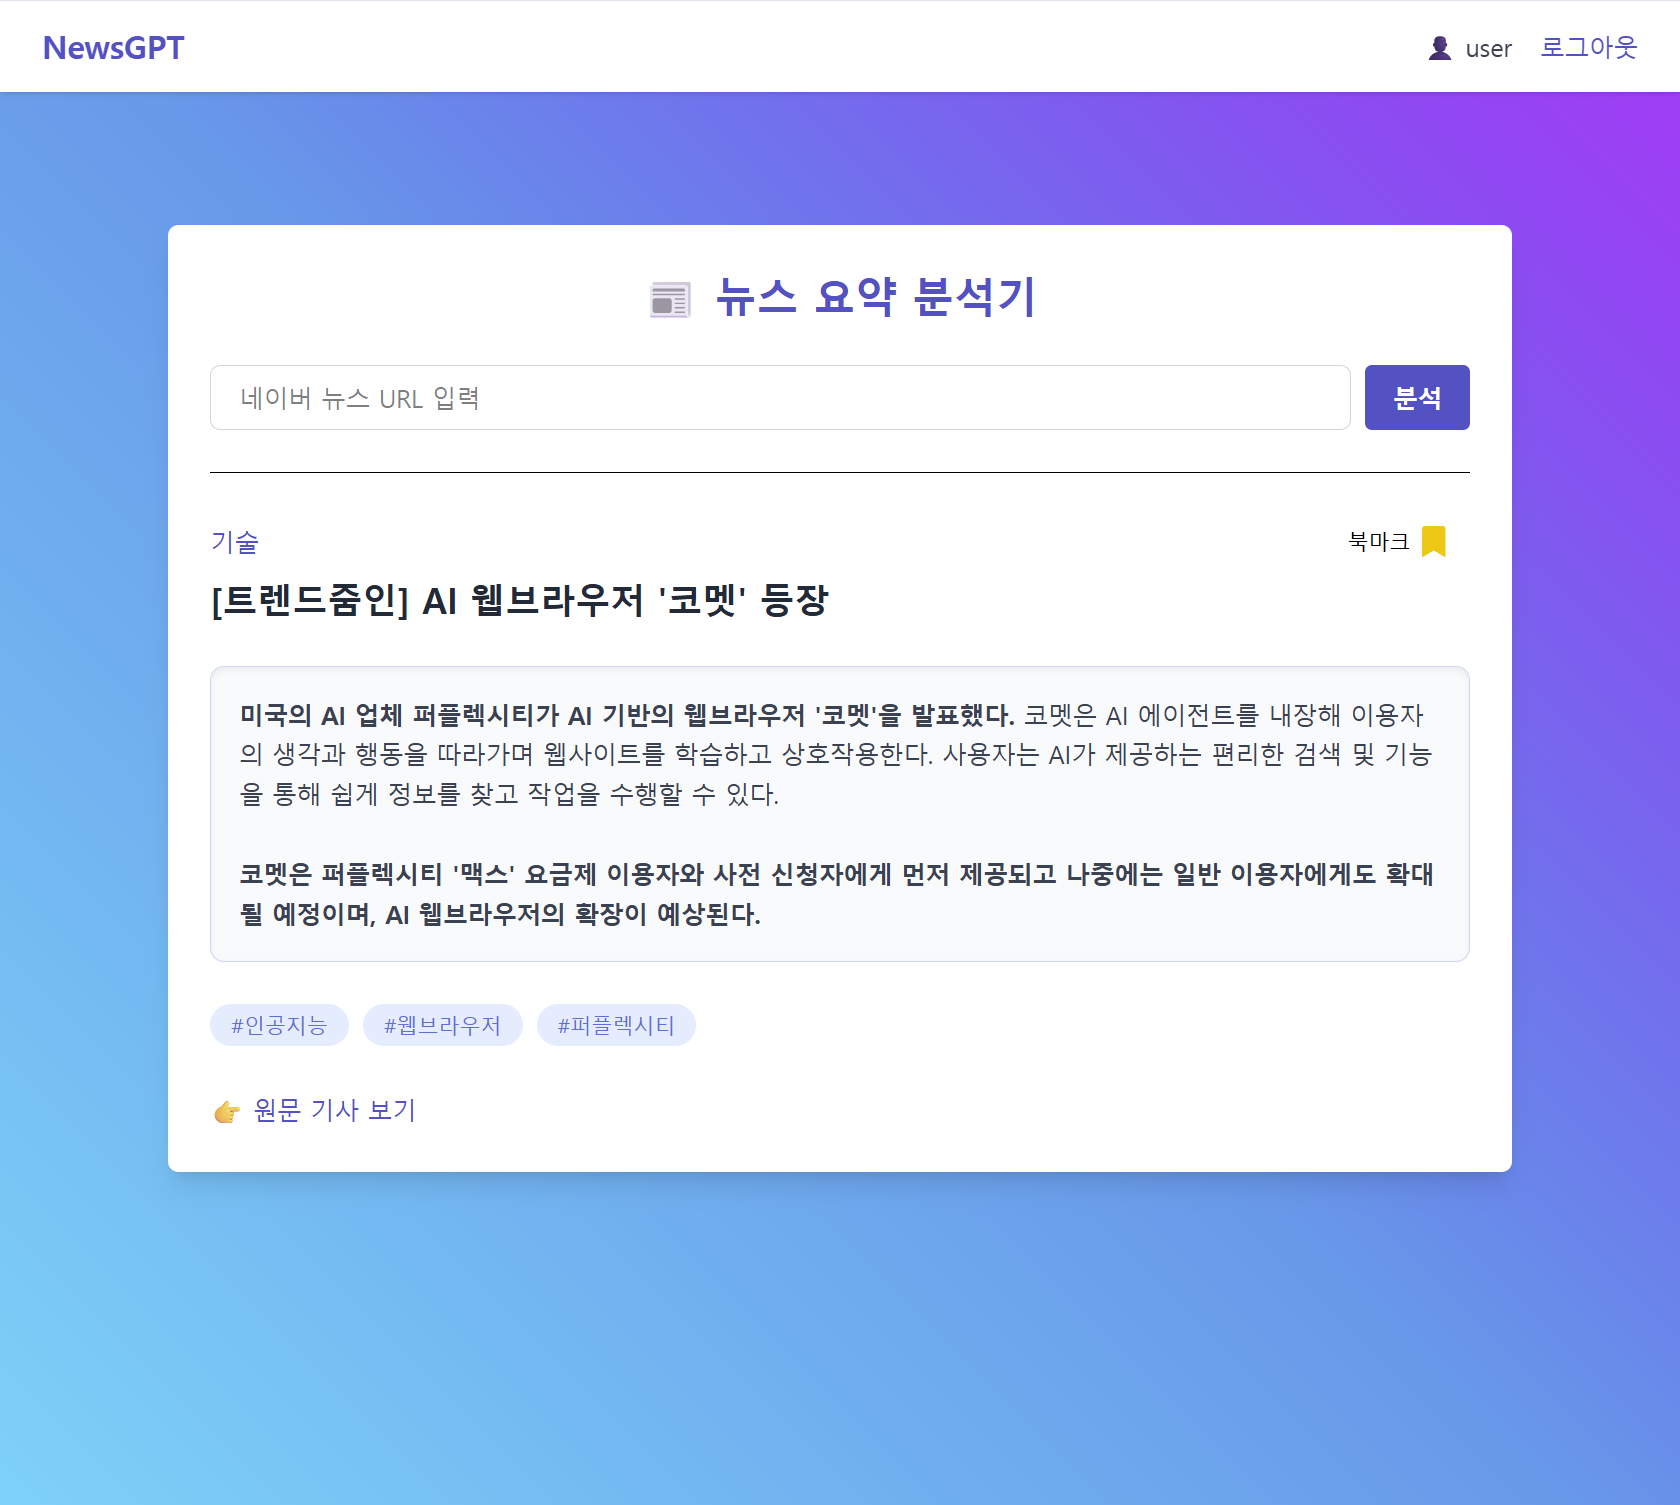 NewsGPT
user 로그아웃
뉴스 요약 분석기
네이버 뉴스 URL 입력
분석
기술
북마크
[트렌드줌인] AI 웹브라우저 '코멧' 등장
미국의 AI 업체 퍼플렉시티가 AI 기반의 웹브라우저 '코멧'을 발표했다. 코멧은 AI 에이전트를 내장해 이용자
의 생각과 행동을 따라가며 웹사이트를 학습하고 상호작용한다. 사용자는 AI가 제공하는 편리한 검색 및 기능
을 통해 쉽게 정보를 찾고 작업을 수행할 수 있다.
코멧은 퍼플렉시티 '맥스' 요금제 이용자와 사전 신청자에게 먼저 제공되고 나중에는 일반 이용자에게도 확대
될 예정이며, AI 웹브라우저의 확장이 예상된다.
#인공지능 #웹브라우저 #퍼플렉시티
원문 기사 보기